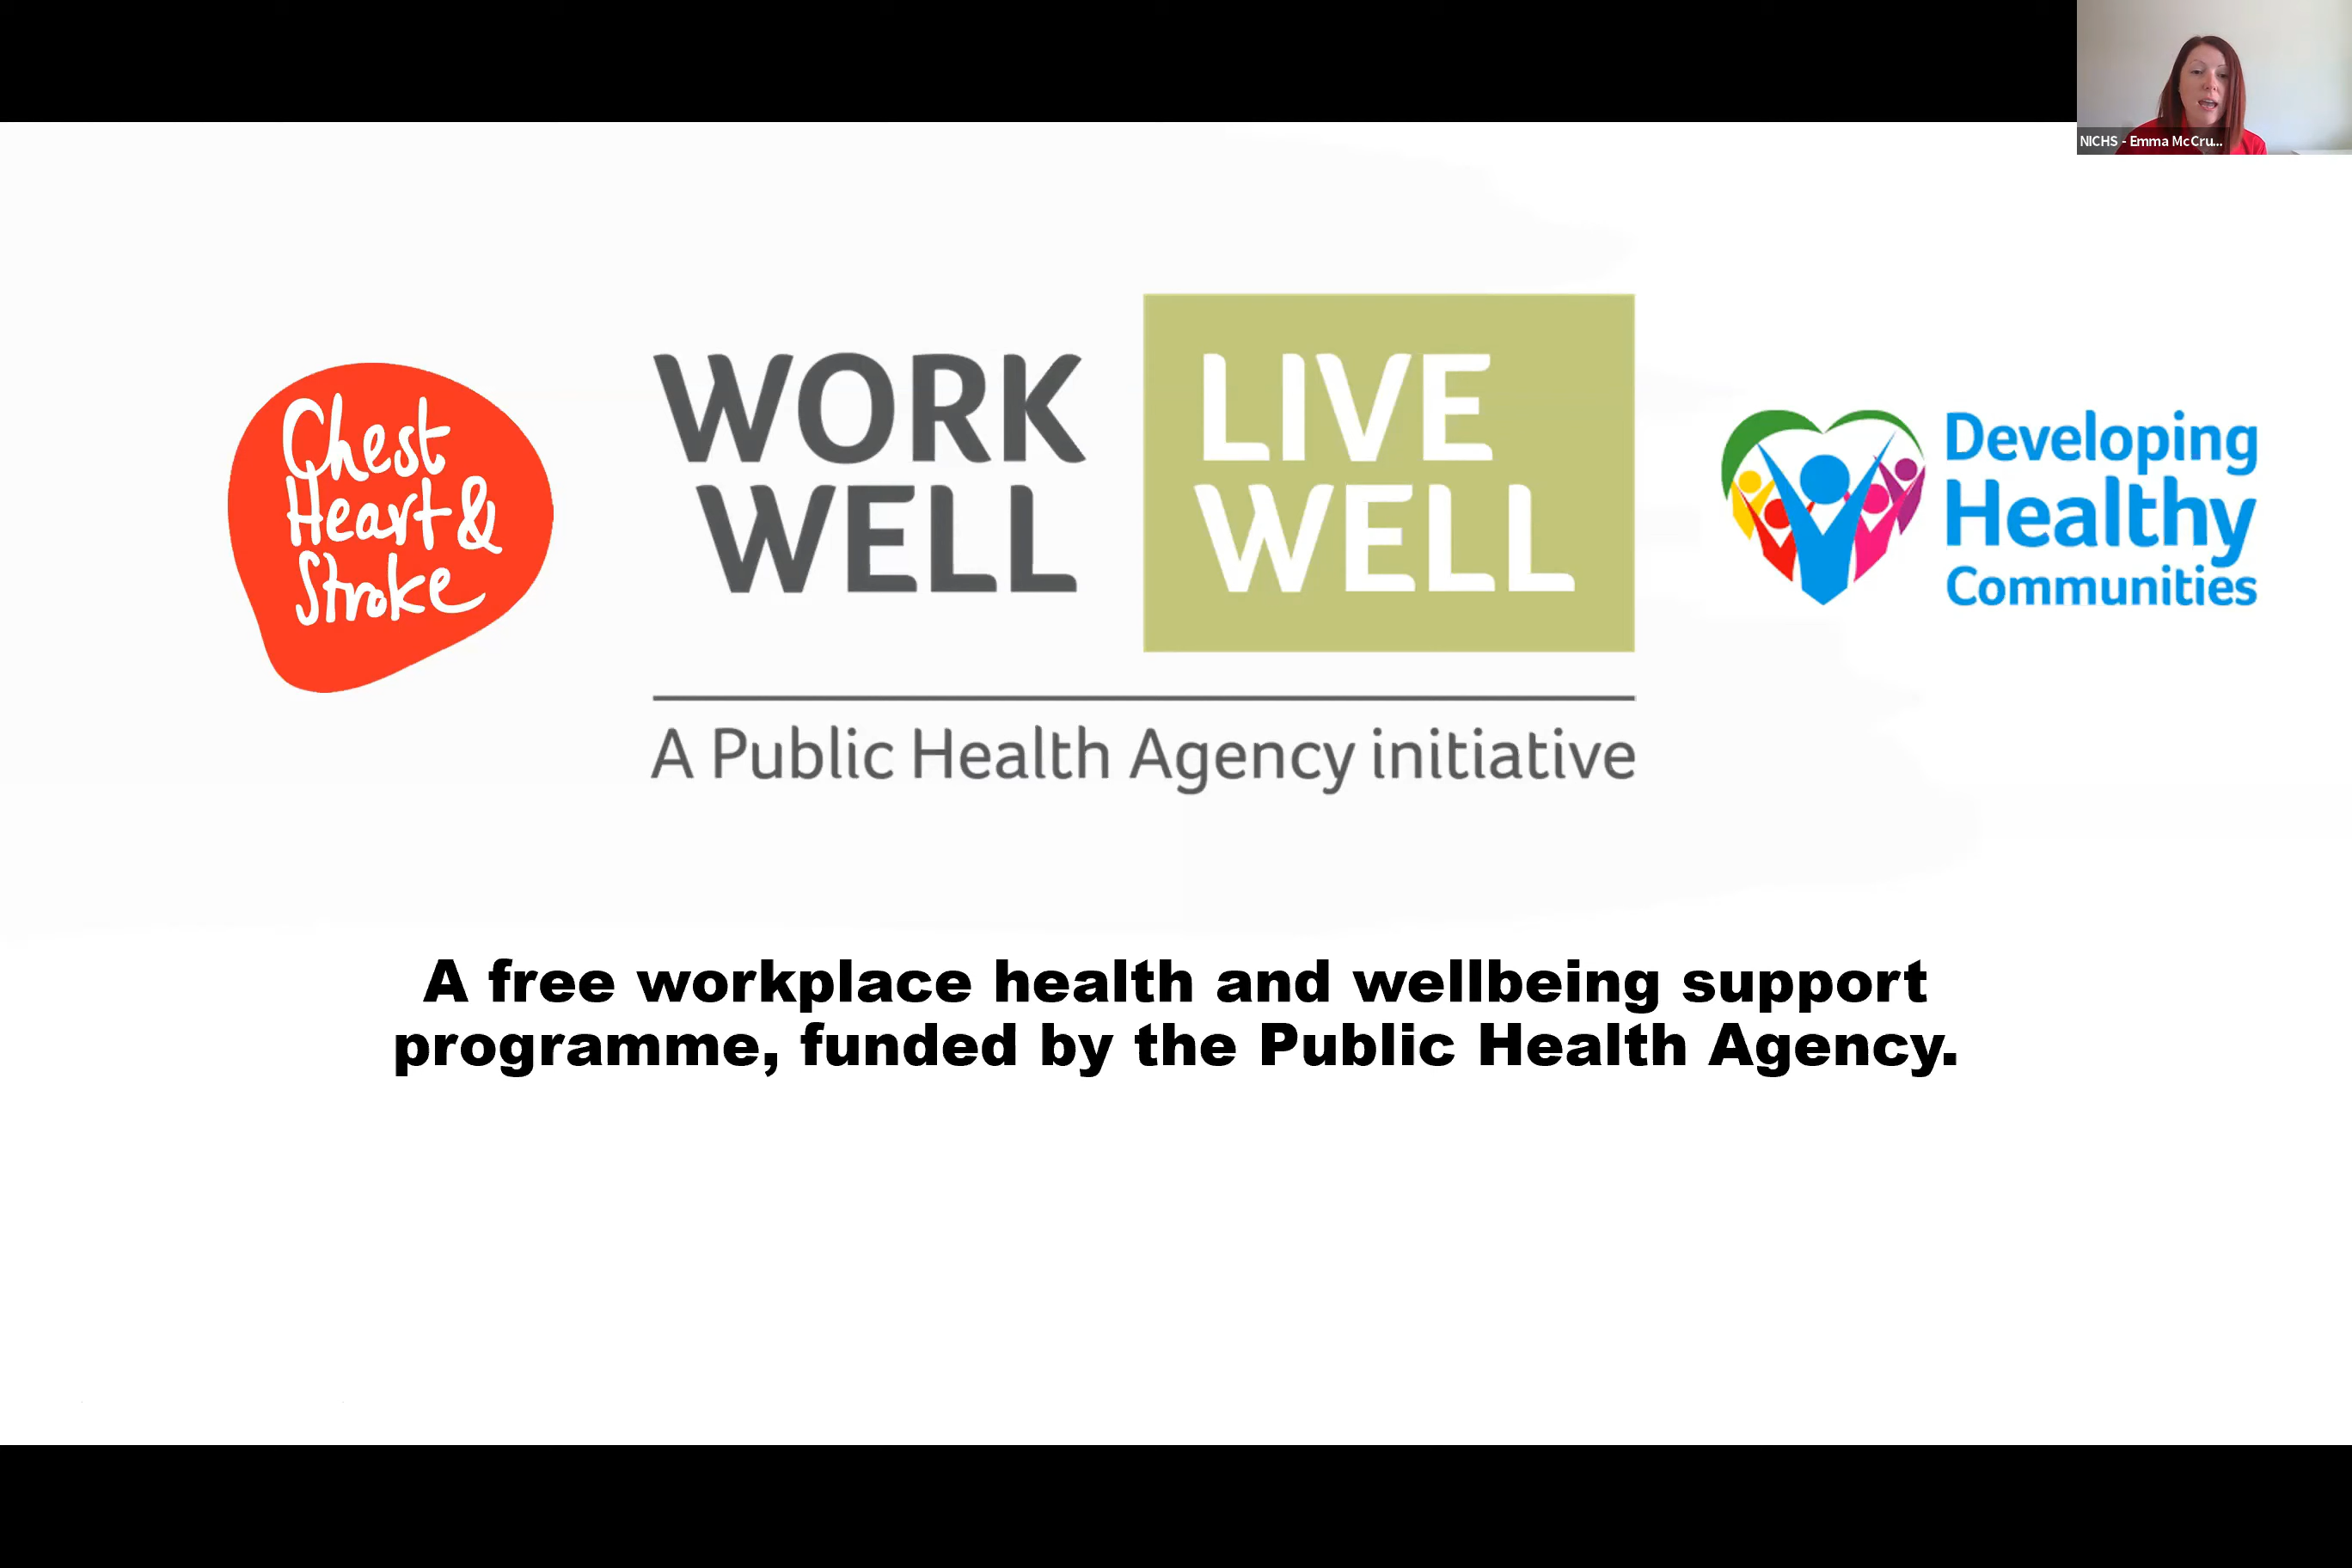 NICHS - Emma McCru...
Chest
Heart &
Stroke
WORK
WELL
LIVE
WELL
A Public Health Agency initiative
Developing
Healthy
Communities
A free workplace health and wellbeing support
programme, funded by the Public Health Agency.